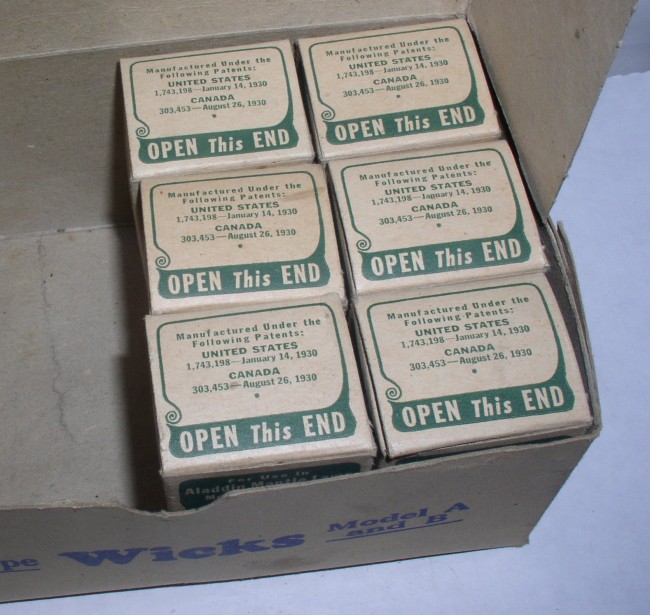 Manufactured Under the
Following Patents:
UNITED STATES
1,743,198—January 14, 1930
CANADA
303,453—August 26, 1930
OPEN This END
Manufactured Under the
Following Patents:
UNITED STATES
1,743,198—January 14, 1930
CANADA
303,453—August 26, 1930
OPEN This END
Manufactured Under the
Following Patents:
UNITED STATES
1,743,198—January 14, 1930
CANADA
303,453—August 26, 1930
OPEN This END
Manufactured Under the
Following Patents:
UNITED STATES
1,743,198—January 14, 1930
CANADA
303,453—August 26, 1930
OPEN This END
Manufactured Under the
Following Patents:
UNITED STATES
1,743,198—January 14, 1930
CANADA
303,453—August 26, 1930
OPEN This END
Manufactured Under the
Following Patents:
UNITED STATES
1,743,198—January 14, 1930
CANADA
303,453—August 26, 1930
OPEN This END
For Use in
Aladdin Mantle
Wicks
Model A
and B